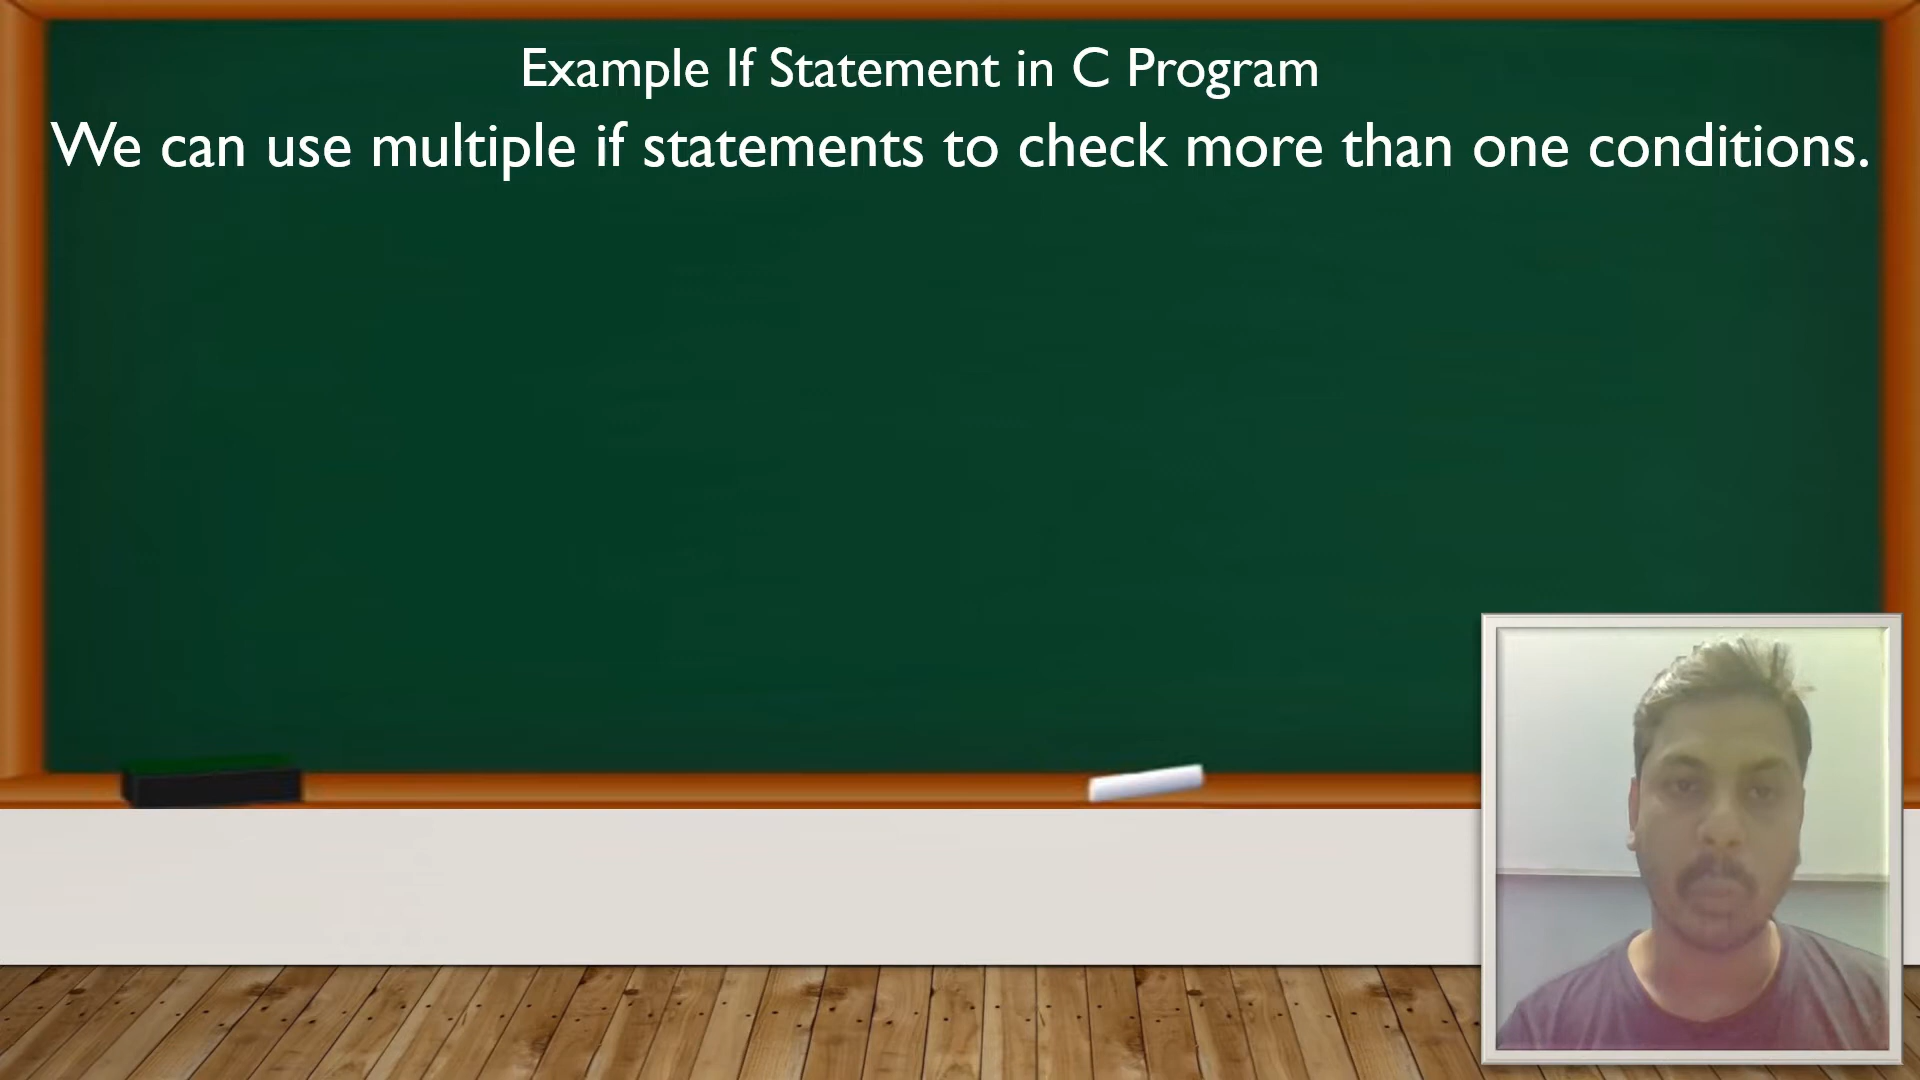 Example If Statement in C Program
We can use multiple if statements to check more than one conditions.